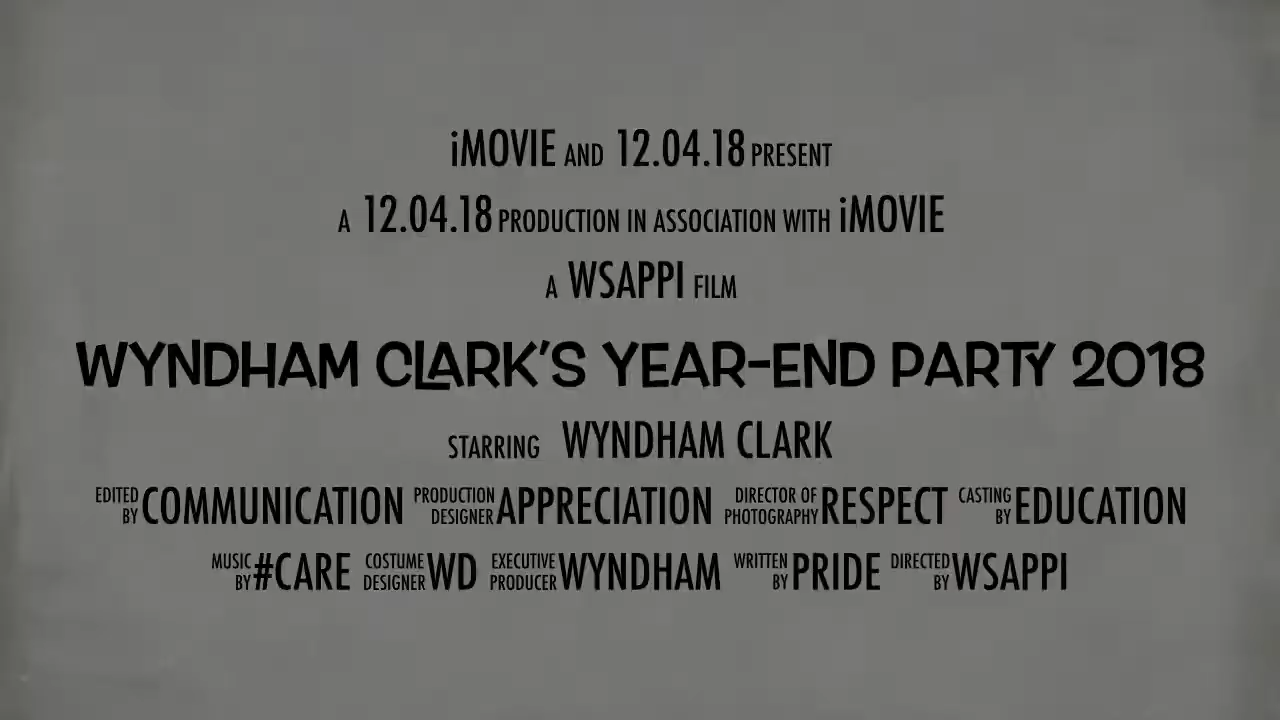 iMOVIE AND 12.04.18 PRESENT
A 12.04.18 PRODUCTION IN ASSOCIATION WITH iMOVIE
A WSAPPI FILM
WYNDHAM CLARK'S YEAR-END PARTY 2018
STARRING WYNDHAM CLARK
EDITED BY COMMUNICATION PRODUCTION DESIGNER APPRECIATION DIRECTOR OF PHOTOGRAPHY RESPECT CASTING BY EDUCATION
MUSIC BY #CARE COSTUME DESIGNER WD EXECUTIVE PRODUCER WYNDHAM WRITTEN BY PRIDE DIRECTED BY WSAPPI